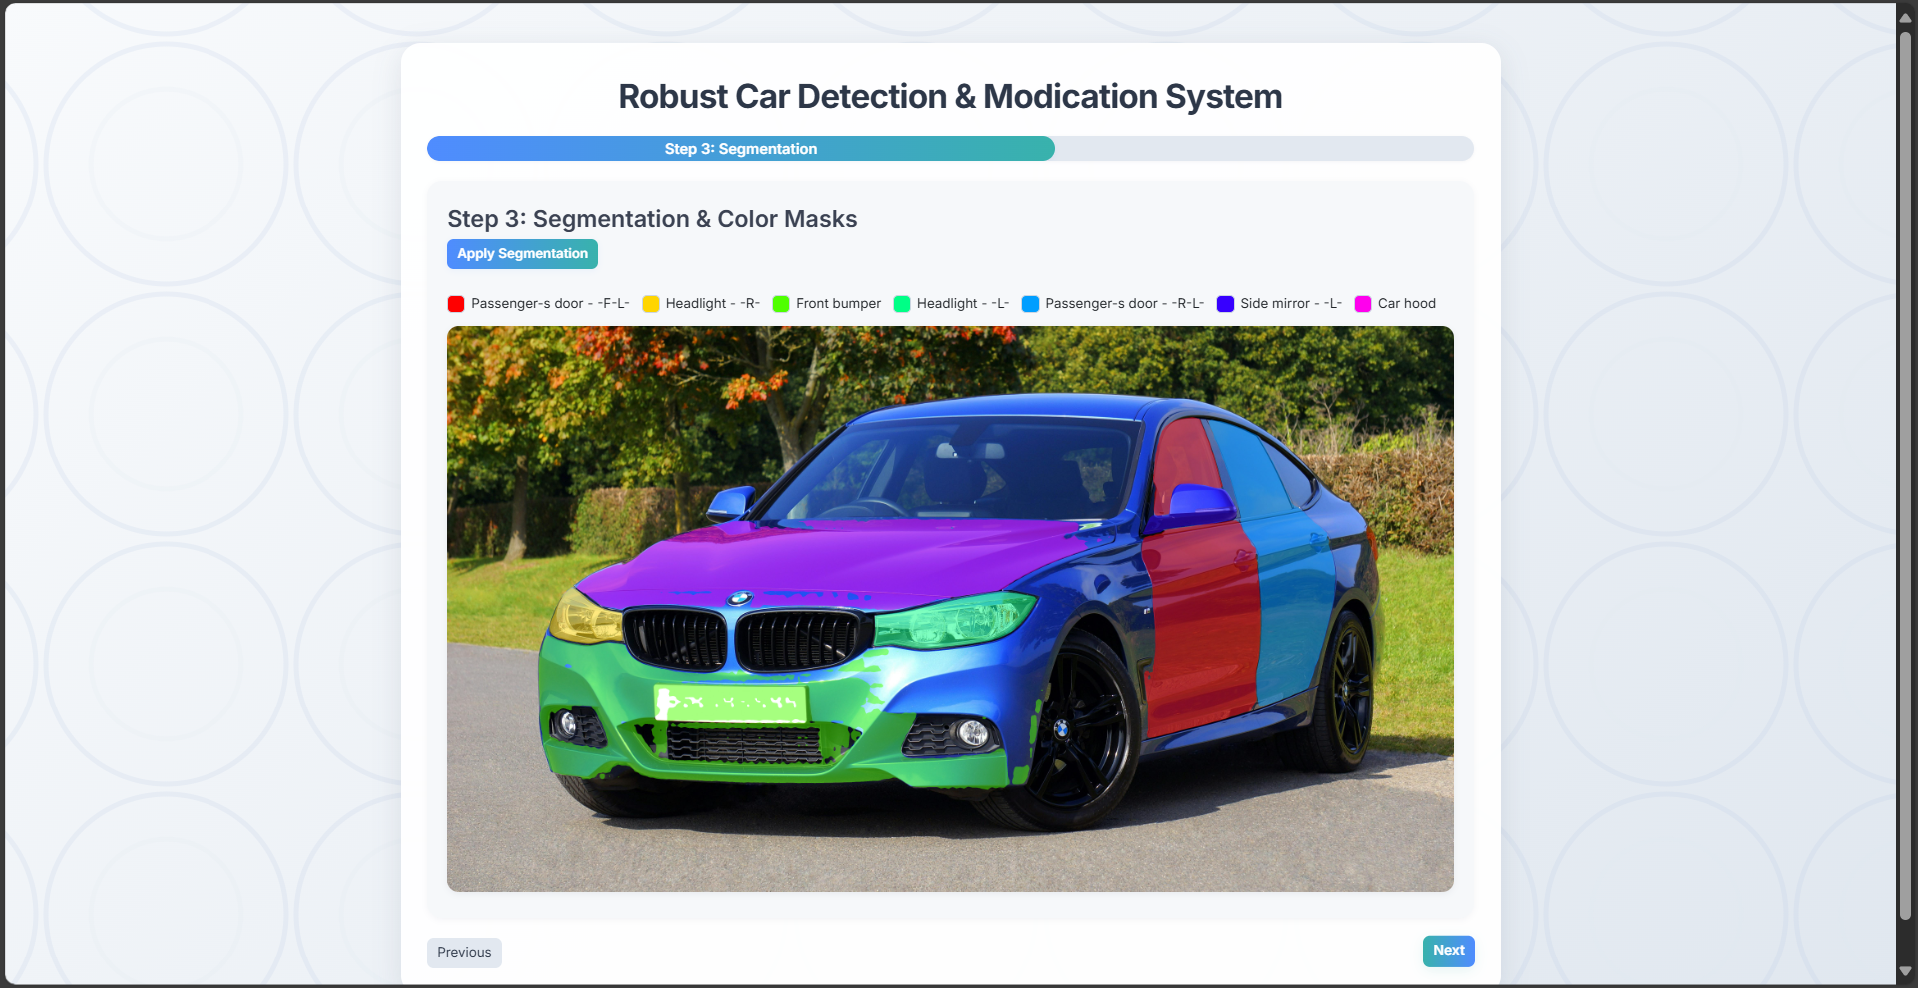 Robust Car Detection & Modication System
Step 3: Segmentation
Step 3: Segmentation & Color Masks
Apply Segmentation
Passenger-s door - -F-L- Headlight - -R- Front bumper Headlight - -L- Passenger-s door - -R-L- Side mirror - -L- Car hood
Previous
Next